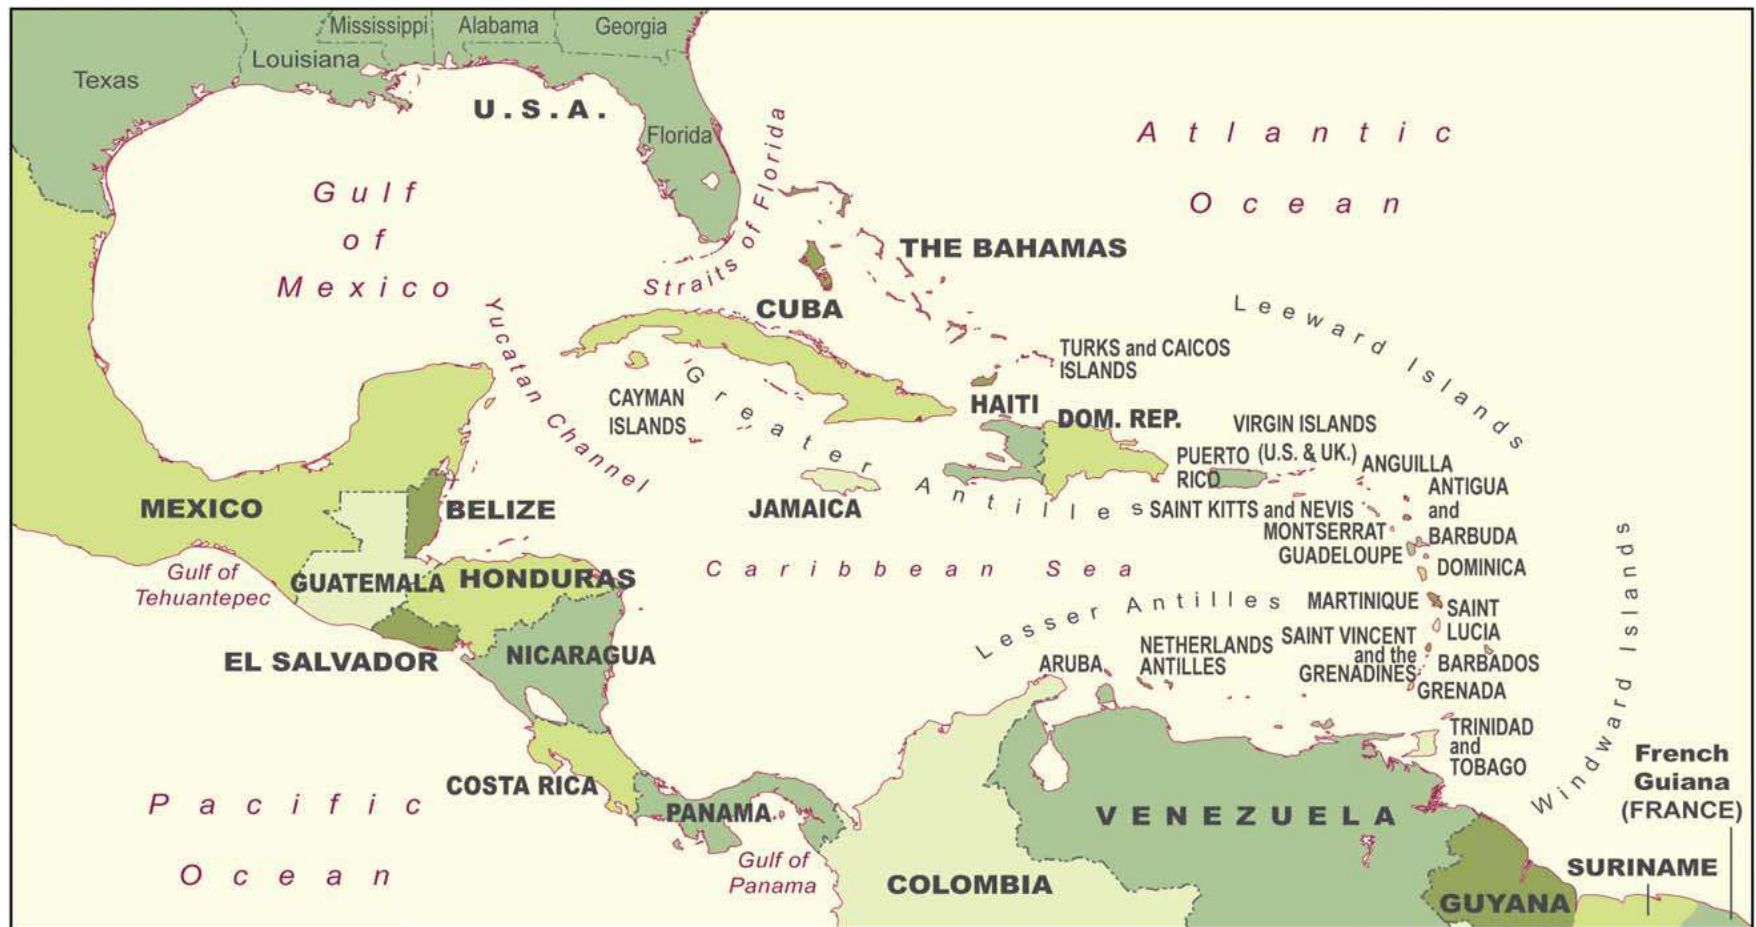 Mississippi
Alabama
Georgia
Louisiana
Texas
U.S.A.
Florida
Atlantic
Ocean
Gulf
of
Mexico
Straits of Florida
THE BAHAMAS
Yucatan Channel
CUBA
Leeward Islands
TURKS and CAICOS
ISLANDS
Greater Antilles
CAYMAN
ISLANDS
HAITI
DOM. REP.
VIRGIN ISLANDS
(U.S. & UK.)
PUERTO
RICO
ANGUILLA
ANTIGUA
and
BARBUDA
MEXICO
BELIZE
JAMAICA
SAINT KITTS and NEVIS
MONTSERRAT
GUADELOUPE
DOMINICA
Gulf of
Tehuantepec
GUATEMALA
HONDURAS
Caribbean Sea
Windward Islands
Lesser Antilles
MARTINIQUE
SAINT
LUCIA
EL SALVADOR
NICARAGUA
ARUBA
NETHERLANDS
ANTILLES
SAINT VINCENT
and the
GRENADINES
BARBADOS
GRENADA
TRINIDAD
and
TOBAGO
French
Guiana
(FRANCE)
COSTA RICA
PANAMA
Pacific
Ocean
VENEZUELA
Gulf of
Panama
COLOMBIA
SURINAME
GUYANA